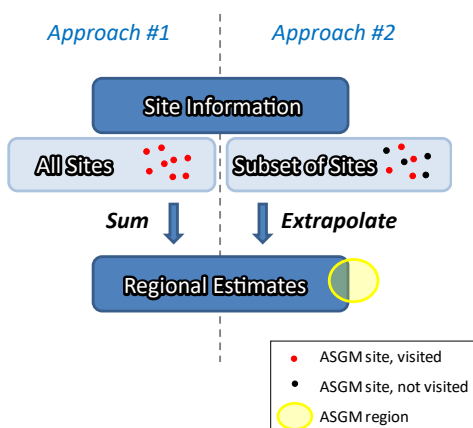 Approach #1
Approach #2
Site Information
All Sites
Subset of Sites
Sum
Extrapolate
Regional Estimates
ASGM site, visited
ASGM site, not visited
ASGM region